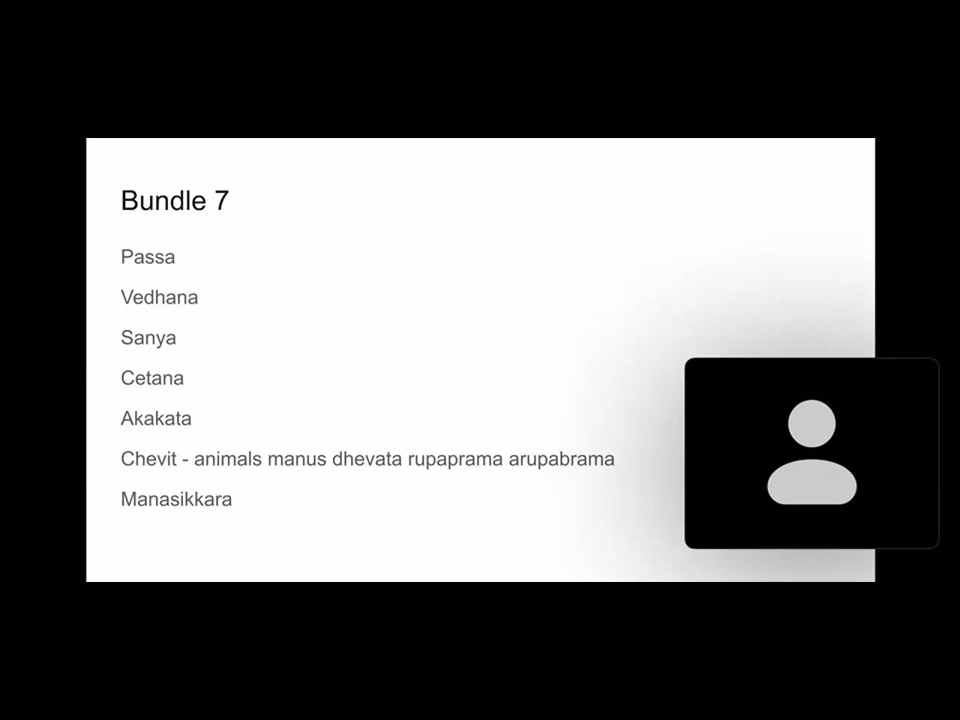 Bundle 7
Passa
Vedhana
Sanya
Cetana
Akakata
Chevit - animals manus dhevata rupaprama arupabrama
Manasikkara